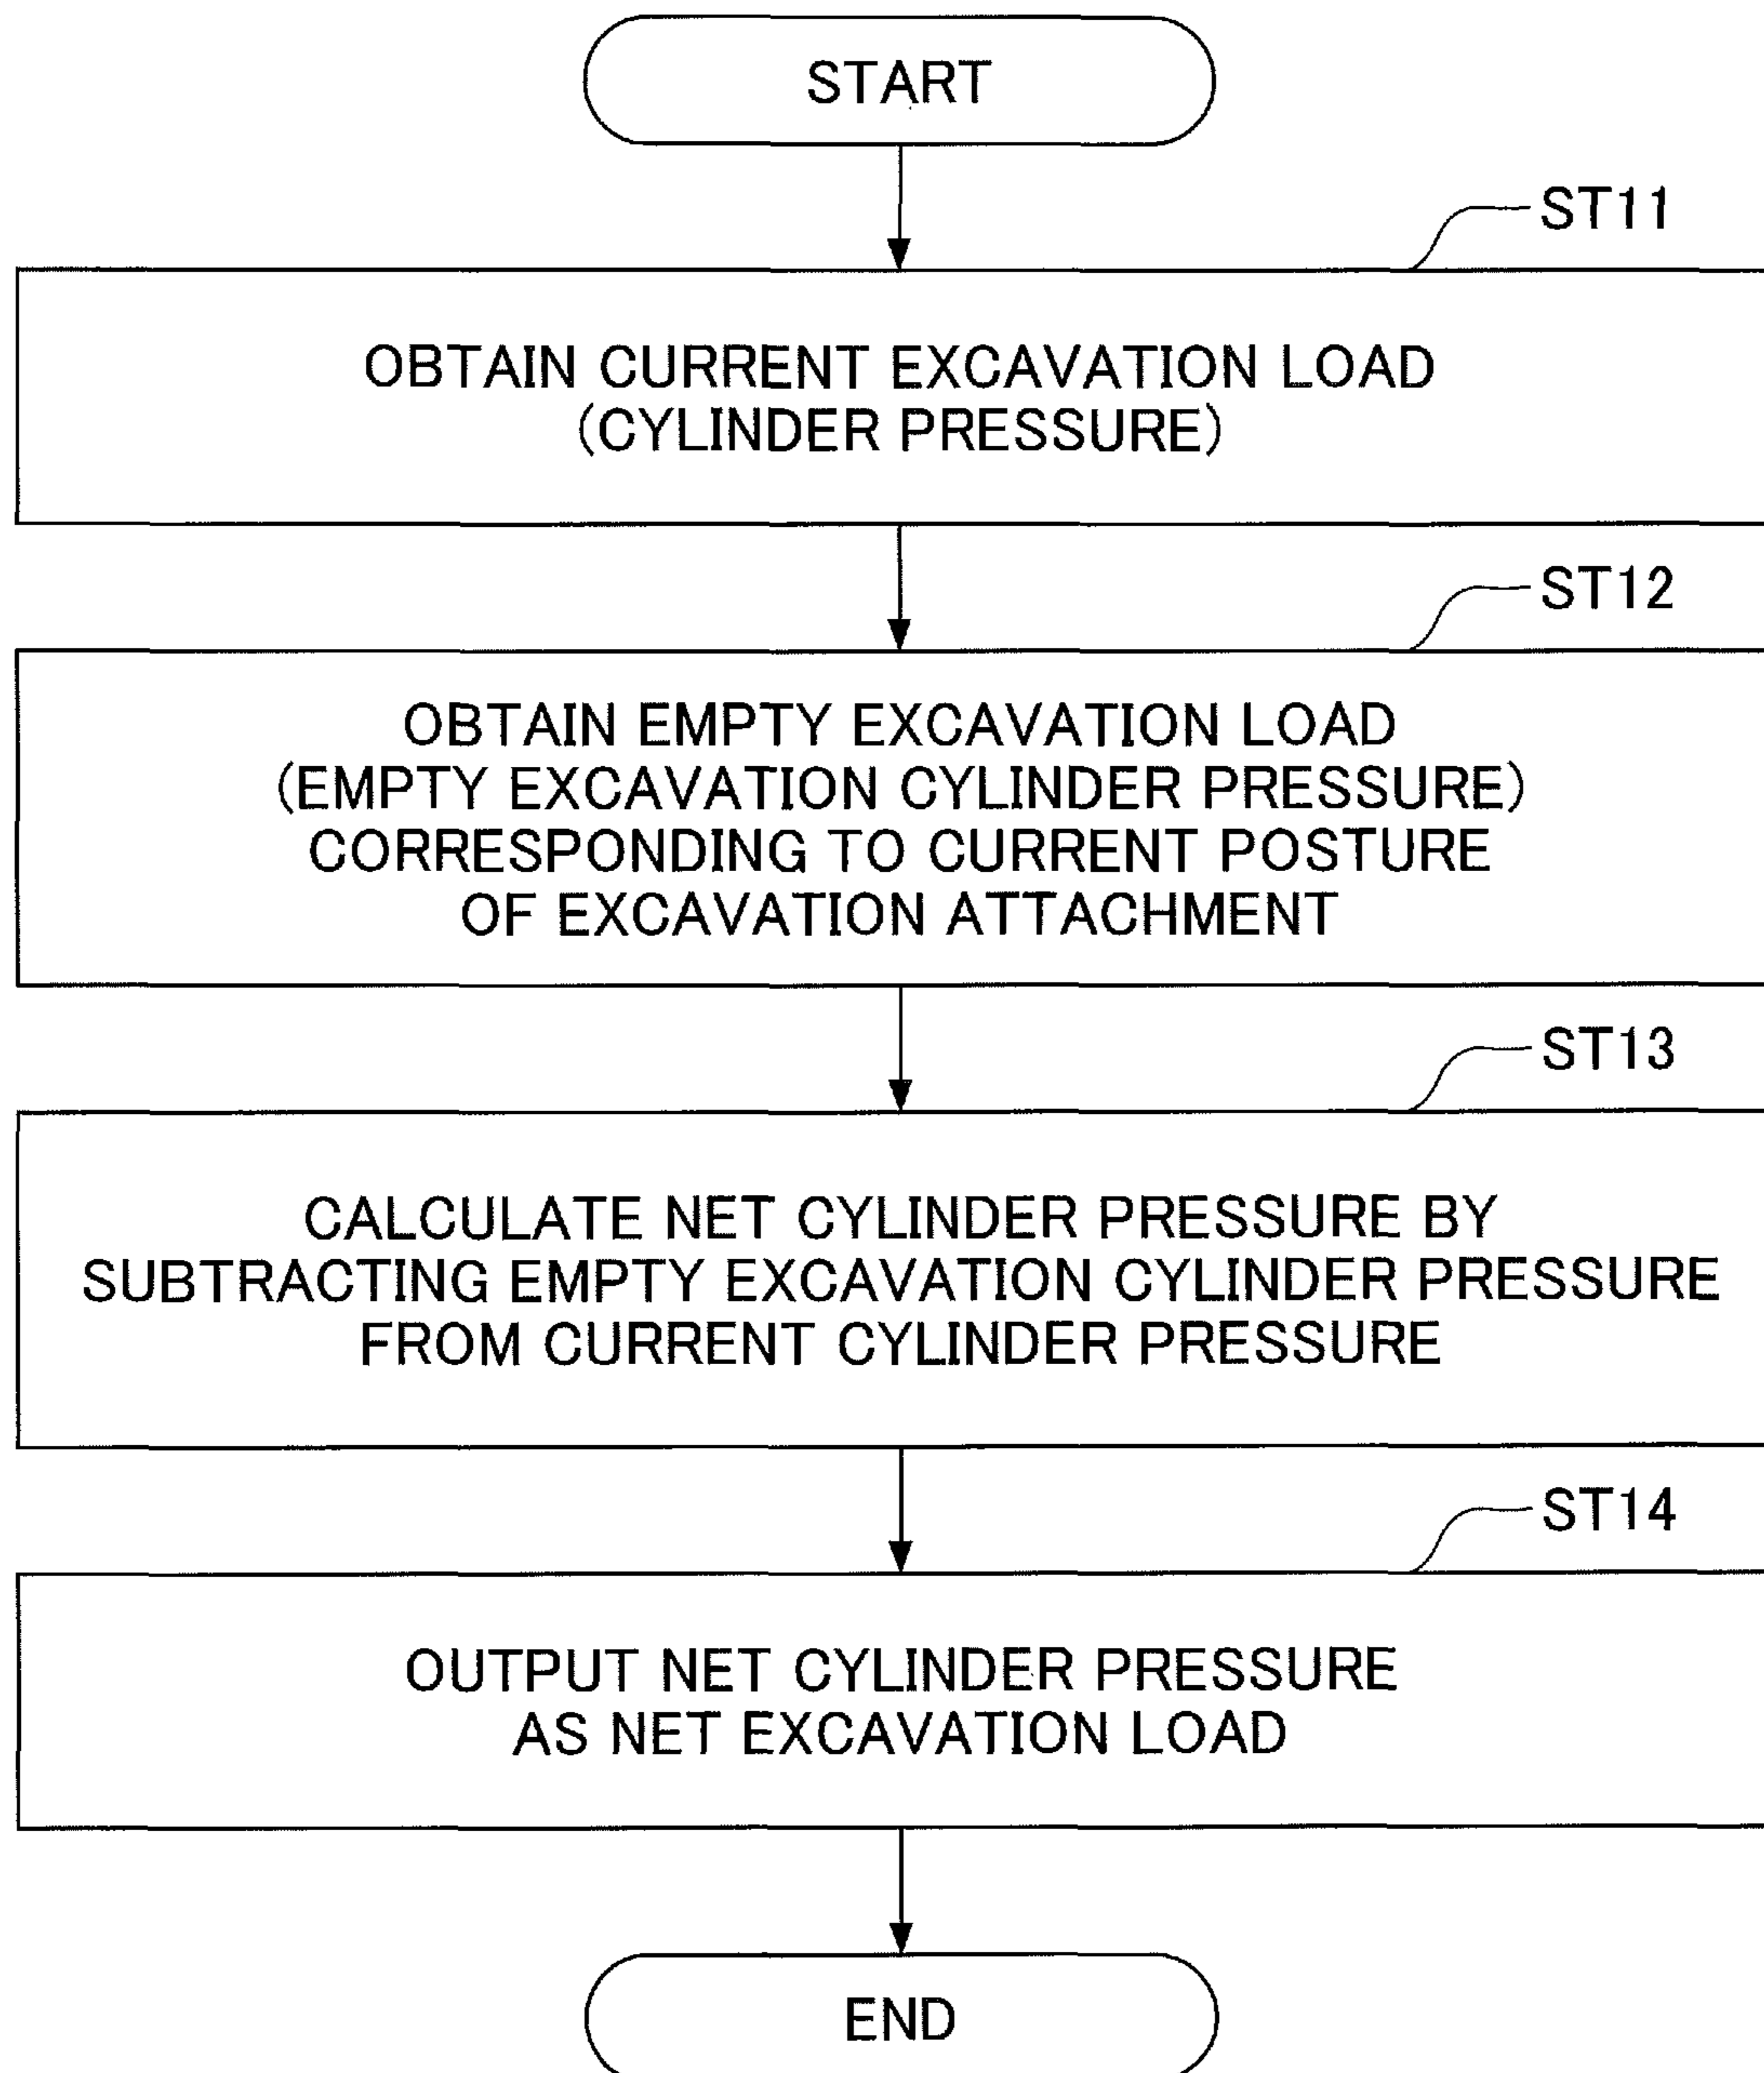 START
ST11
OBTAIN CURRENT EXCAVATION LOAD
(CYLINDER PRESSURE)
ST12
OBTAIN EMPTY EXCAVATION LOAD
(EMPTY EXCAVATION CYLINDER PRESSURE)
CORRESPONDING TO CURRENT POSTURE
OF EXCAVATION ATTACHMENT
ST13
CALCULATE NET CYLINDER PRESSURE BY
SUBTRACTING EMPTY EXCAVATION CYLINDER PRESSURE
FROM CURRENT CYLINDER PRESSURE
ST14
OUTPUT NET CYLINDER PRESSURE
AS NET EXCAVATION LOAD
END